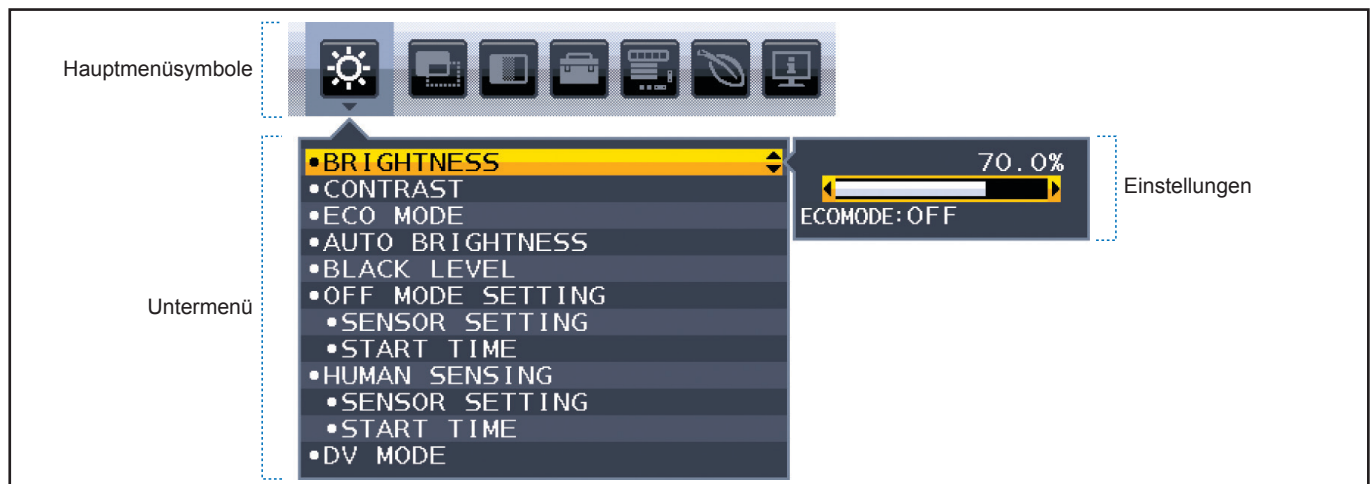 Hauptmenüsymbole
Untermenü
•BRIGHTNESS
•CONTRAST
•ECO MODE
•AUTO BRIGHTNESS
•BLACK LEVEL
•OFF MODE SETTING
•SENSOR SETTING
•START TIME
•HUMAN SENSING
•SENSOR SETTING
•START TIME
•DV MODE
70.0%
ECOMODE:OFF
Einstellungen